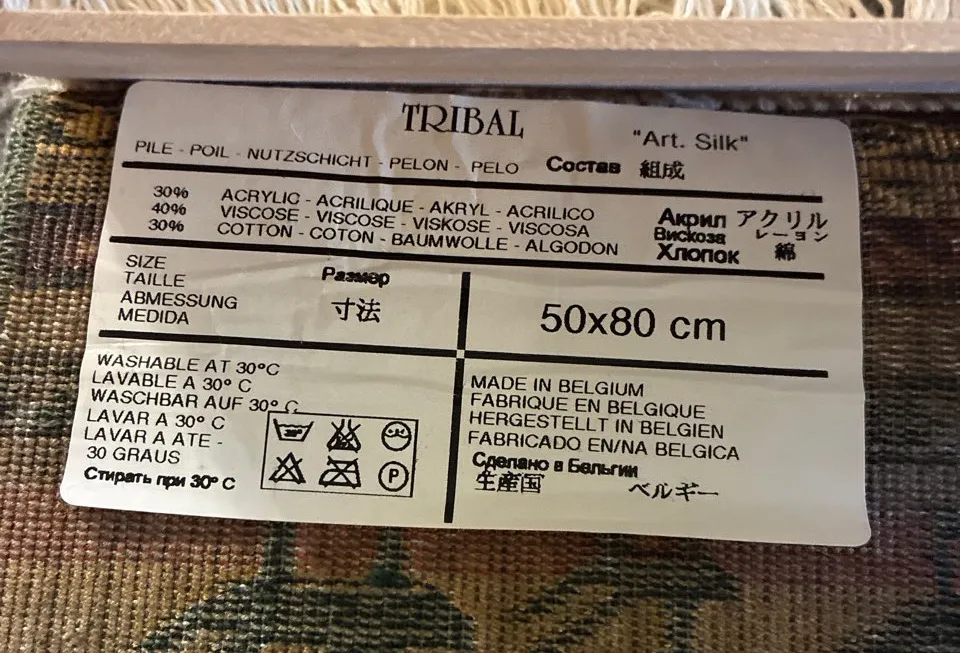 TRIBAL
"Art. Silk"
PILE - POIL - NUTZSCHICHT - PELON - PELO Состав 組成
30% ACRYLIC - ACRILIQUE - AKRYL - ACRILICO Акрил アクリル
40% VISCOSE - VISCOSE - VISKOSE - VISCOSA Вискоза レーヨン
30% COTTON - COTON - BAUMWOLLE - ALGODON Хлопок 綿
SIZE
TAILLE
ABMESSUNG
MEDIDA
Размер
寸法
50x80 cm
WASHABLE AT 30° C
LAVABLE A 30° C
WASCHBAR AUF 30° C
LAVAR A 30° C
LAVAR A ATE -
30 GRAUS
Стирать при 30° C
30°
P
MADE IN BELGIUM
FABRIQUE EN BELGIQUE
HERGESTELLT IN BELGIEN
FABRICADO EN/NA BELGICA
Сделано в Бельгии
生産国 ベルギー